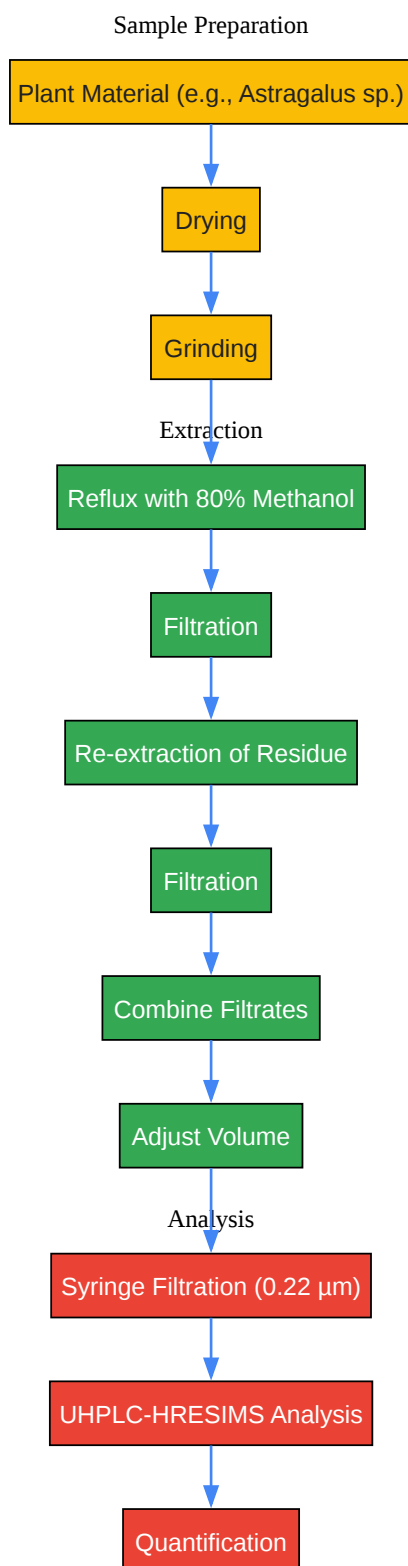 Sample Preparation
Plant Material (e.g., Astragalus sp.)
Drying
Grinding
Extraction
Reflux with 80% Methanol
Filtration
Re-extraction of Residue
Filtration
Combine Filtrates
Adjust Volume
Analysis
Syringe Filtration (0.22 µm)
UHPLC-HRESIMS Analysis
Quantification